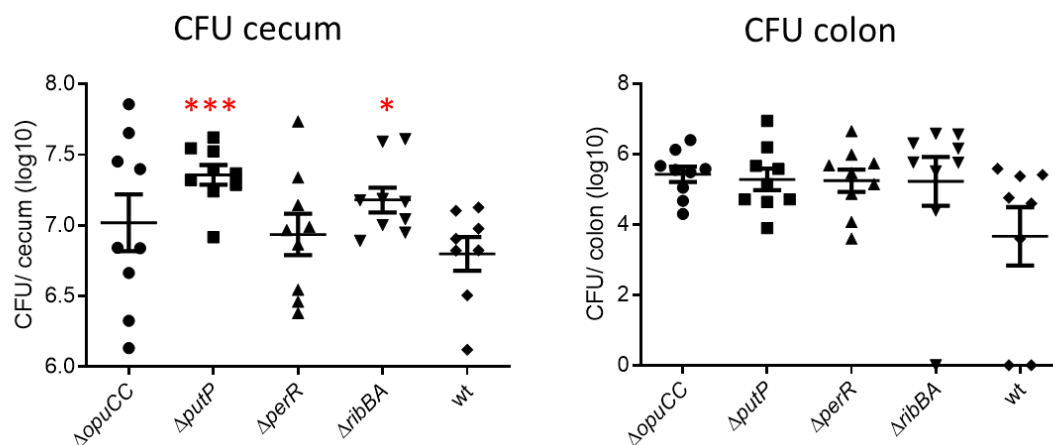 CFU cecum
CFU/ cecum (log10)
8.0
7.5
7.0
6.5
6.0
***
*
ΔopuCC
ΔputP
ΔperR
ΔribBA
wt
CFU colon
CFU/ colon (log10)
8
6
4
2
0
ΔopuCC
ΔputP
ΔperR
ΔribBA
wt